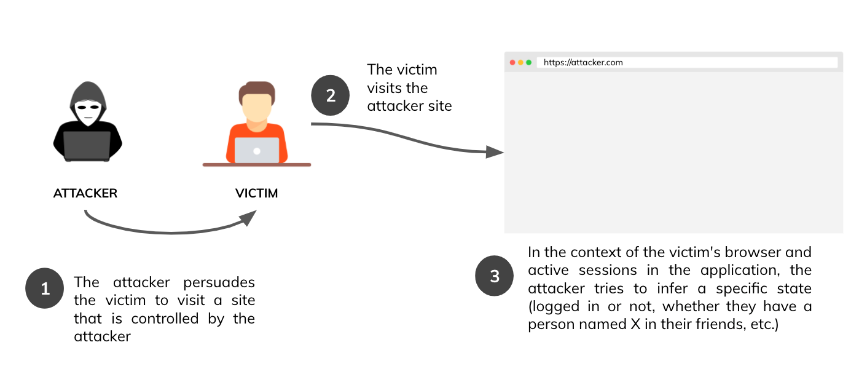 ATTACKER
VICTIM
1
The attacker persuades
the victim to visit a site
that is controlled by the
attacker
2
The victim
visits the
attacker site
https://attacker.com
3
In the context of the victim's browser and
active sessions in the application, the
attacker tries to infer a specific state
(logged in or not, whether they have a
person named X in their friends, etc.)